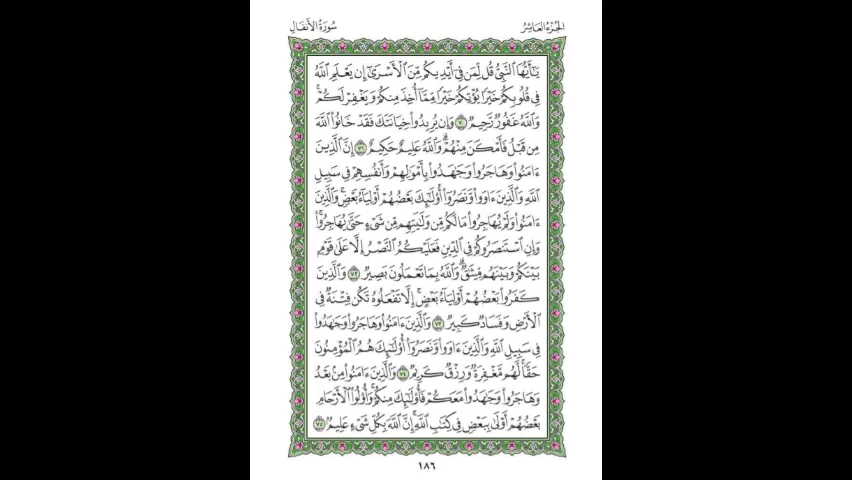 الجزء العاشر
سورة الأنفال
يَٰٓأَيُّهَا ٱلنَّبِىُّ قُل لِّمَن فِىٓ أَيْدِيكُم مِّنَ ٱلْأَسْرَىٰٓ إِن يَعْلَمِ ٱللَّهُ
فِى قُلُوبِكُمْ خَيْرًا يُؤْتِكُمْ خَيْرًا مِّمَّآ أُخِذَ مِنكُمْ وَيَغْفِرْ لَكُمْ ۗ
وَٱللَّهُ غَفُورٌ رَّحِيمٌ ٧٠ وَإِن يُرِيدُوا۟ خِيَانَتَكَ فَقَدْ خَانُوا۟ ٱللَّهَ
مِن قَبْلُ فَأَمْكَنَ مِنْهُمْ ۗ وَٱللَّهُ عَلِيمٌ حَكِيمٌ ٧١ إِنَّ ٱلَّذِينَ
ءَامَنُوا۟ وَهَاجَرُوا۟ وَجَٰهَدُوا۟ بِأَمْوَٰلِهِمْ وَأَنفُسِهِمْ فِى سَبِيلِ
ٱللَّهِ وَٱلَّذِينَ ءَاوَوا۟ وَّنَصَرُوٓا۟ أُو۟لَٰٓئِكَ بَعْضُهُمْ أَوْلِيَآءُ بَعْضٍ ۚ وَٱلَّذِينَ
ءَامَنُوا۟ وَلَمْ يُهَاجِرُوا۟ مَا لَكُم مِّن وَلَٰيَتِهِم مِّن شَىْءٍ حَتَّىٰ يُهَاجِرُوا۟ ۚ
وَإِنِ ٱسْتَنصَرُوكُمْ فِى ٱلدِّينِ فَعَلَيْكُمُ ٱلنَّصْرُ إِلَّا عَلَىٰ قَوْمٍۭ
بَيْنَكُمْ وَبَيْنَهُم مِّيثَٰقٌ ۗ وَٱللَّهُ بِمَا تَعْمَلُونَ بَصِيرٌ ٧٢ وَٱلَّذِينَ
كَفَرُوا۟ بَعْضُهُمْ أَوْلِيَآءُ بَعْضٍ ۚ إِلَّا تَفْعَلُوهُ تَكُن فِتْنَةٌ فِى
ٱلْأَرْضِ وَفَسَادٌ كَبِيرٌ ٧٣ وَٱلَّذِينَ ءَامَنُوا۟ وَهَاجَرُوا۟ وَجَٰهَدُوا۟
فِى سَبِيلِ ٱللَّهِ وَٱلَّذِينَ ءَاوَوا۟ وَّنَصَرُوٓا۟ أُو۟لَٰٓئِكَ هُمُ ٱلْمُؤْمِنُونَ
حَقًّا ۚ لَّهُم مَّغْفِرَةٌ وَرِزْقٌ كَرِيمٌ ٧٤ وَٱلَّذِينَ ءَامَنُوا۟ مِنۢ بَعْدُ
وَهَاجَرُوا۟ وَجَٰهَدُوا۟ مَعَكُمْ فَأُو۟لَٰٓئِكَ مِنكُمْ ۚ وَأُو۟لُوا۟ ٱلْأَرْحَامِ
بَعْضُهُمْ أَوْلَىٰ بِبَعْضٍ فِى كِتَٰبِ ٱللَّهِ ۗ إِنَّ ٱللَّهَ بِكُلِّ شَىْءٍ عَلِيمٌۢ ٧٥
١٨٦